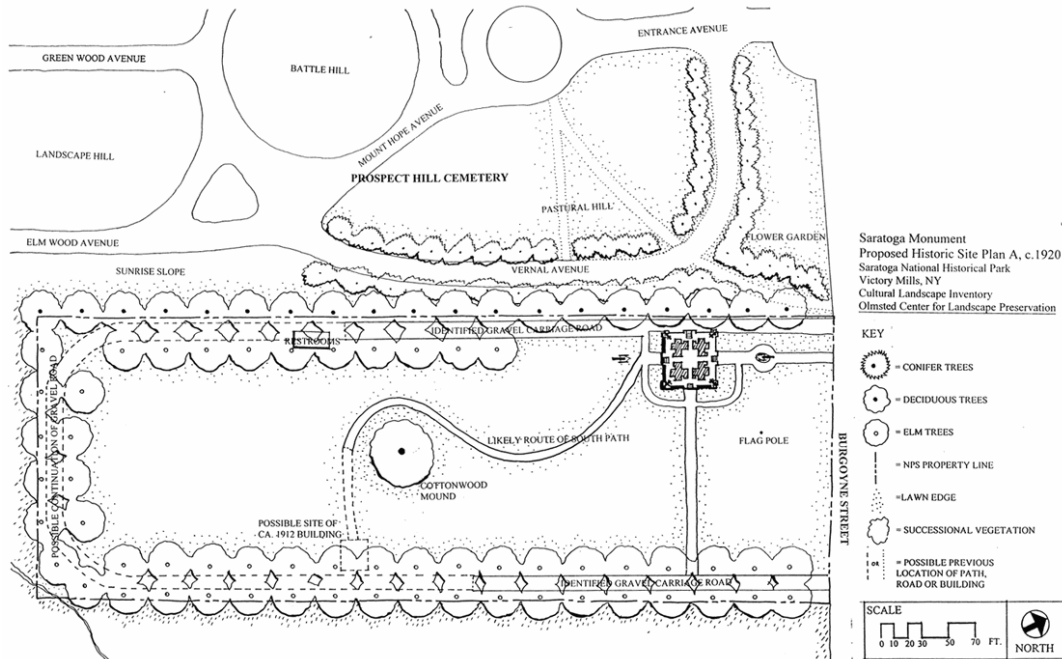 ENTRANCE AVENUE
GREEN WOOD AVENUE
BATTLE HILL
MOUNT HOPE AVENUE
LANDSCAPE HILL
PROSPECT HILL CEMETERY
PASTURAL HILL
ELM WOOD AVENUE
FLOWER GARDEN
SUNRISE SLOPE
VERNAL AVENUE
IDENTIFIED GRAVEL CARRIAGE ROAD
RESTROOMS
POSSIBLE CONTINUATION OF GRAVEL ROAD
LIKELY ROUTE OF SOUTH PATH
FLAG POLE
COTTONWOOD
MOUND
POSSIBLE SITE OF
CA. 1912 BUILDING
IDENTIFIED GRAVEL CARRIAGE ROAD
BURGOYNE STREET
Saratoga Monument
Proposed Historic Site Plan A, c.1920
Saratoga National Historical Park
Victory Mills, NY
Cultural Landscape Inventory
Olmsted Center for Landscape Preservation
KEY
= CONIFER TREES
= DECIDUOUS TREES
= ELM TREES
= NPS PROPERTY LINE
=LAWN EDGE
= SUCCESSIONAL VEGETATION
OR = POSSIBLE PREVIOUS
LOCATION OF PATH,
ROAD OR BUILDING
SCALE
0 10 20 30 50 70 FT.
NORTH